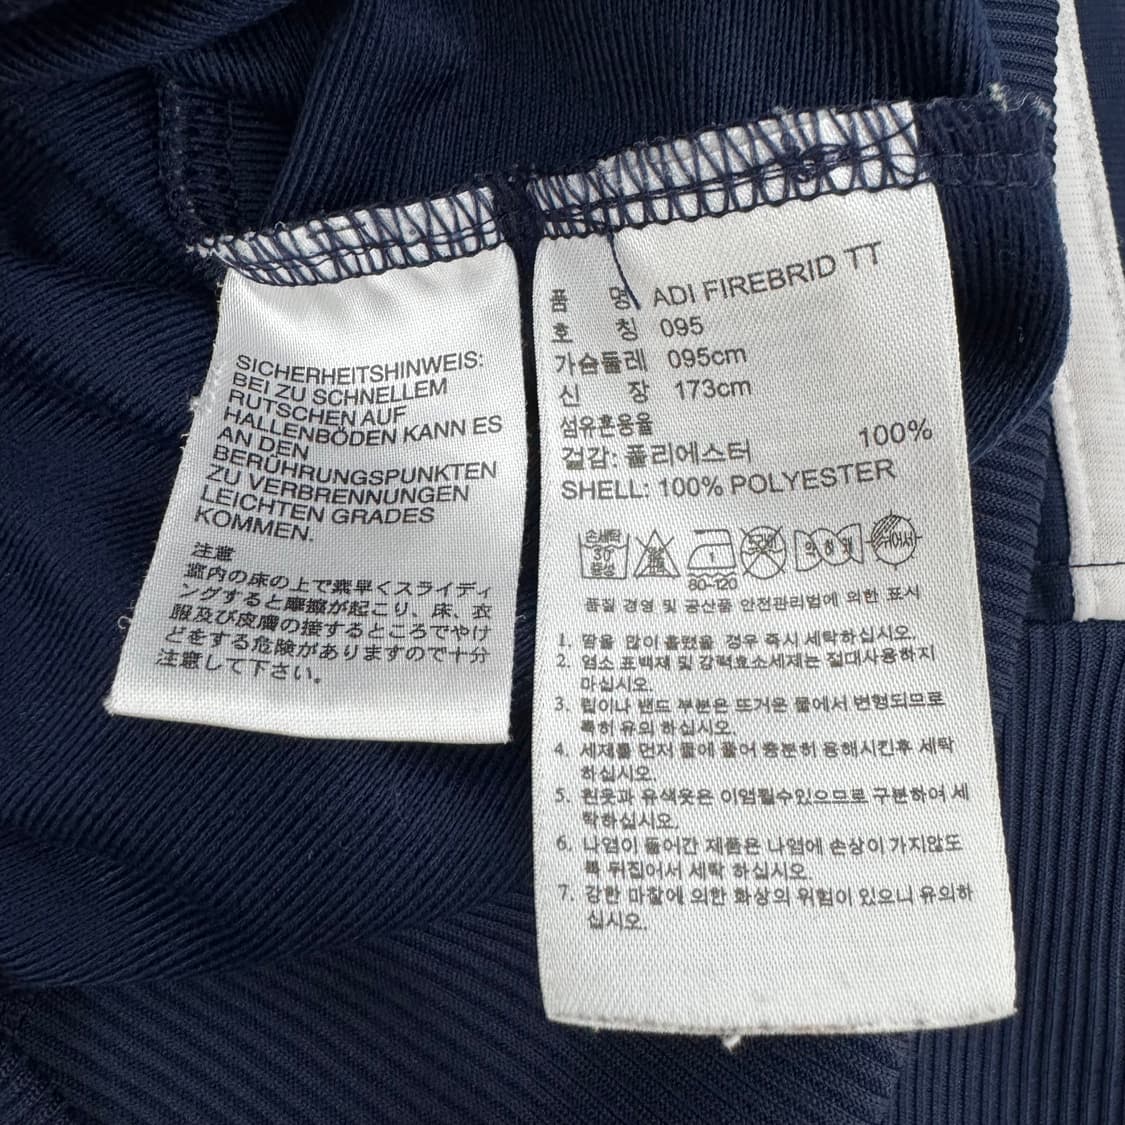 SICHERHEITSHINWEIS:
BEI ZU SCHNELLEM
RUTSCHEN AUF
HALLENBÖDEN KANN ES
AN DEN
BERÜHRUNGSPUNKTEN
ZU VERBRENNUNGEN
LEICHTEN GRADES
KOMMEN.
注意
室内の床の上で素早くスライディ
ングすると摩擦が起こり、床、衣
服及び皮膚の接するところでやけ
どをする危険がありますので十分
注意して下さい。
품 명 ADI FIREBRID TT
호 칭 095
가슴둘레 095cm
신 장 173cm
섬유혼용율
겉감: 폴리에스터 100%
SHELL: 100% POLYESTER
손세탁 30 중성 1 80-120 약하게 뉘어서
품질 경영 및 공산품 안전관리법에 의한 표시
1. 땀을 많이 흘렸을 경우 즉시 세탁하십시오.
2. 염소 표백제 및 강력효소세제는 절대사용하지
마십시오.
3. 립이나 밴드 부분은 뜨거운 물에서 변형되므로
특히 유의 하십시오.
4. 세제를 먼저 물에 풀어 충분히 용해시킨후 세탁
하십시오.
5. 흰옷과 유색옷은 이염될수있으므로 구분하여 세
탁하십시오.
6. 나염이 들어간 제품은 나염에 손상이 가지않도
록 뒤집어서 세탁 하십시오
7. 강한 마찰에 의한 화상의 위험이 있으니 유의하
십시오.